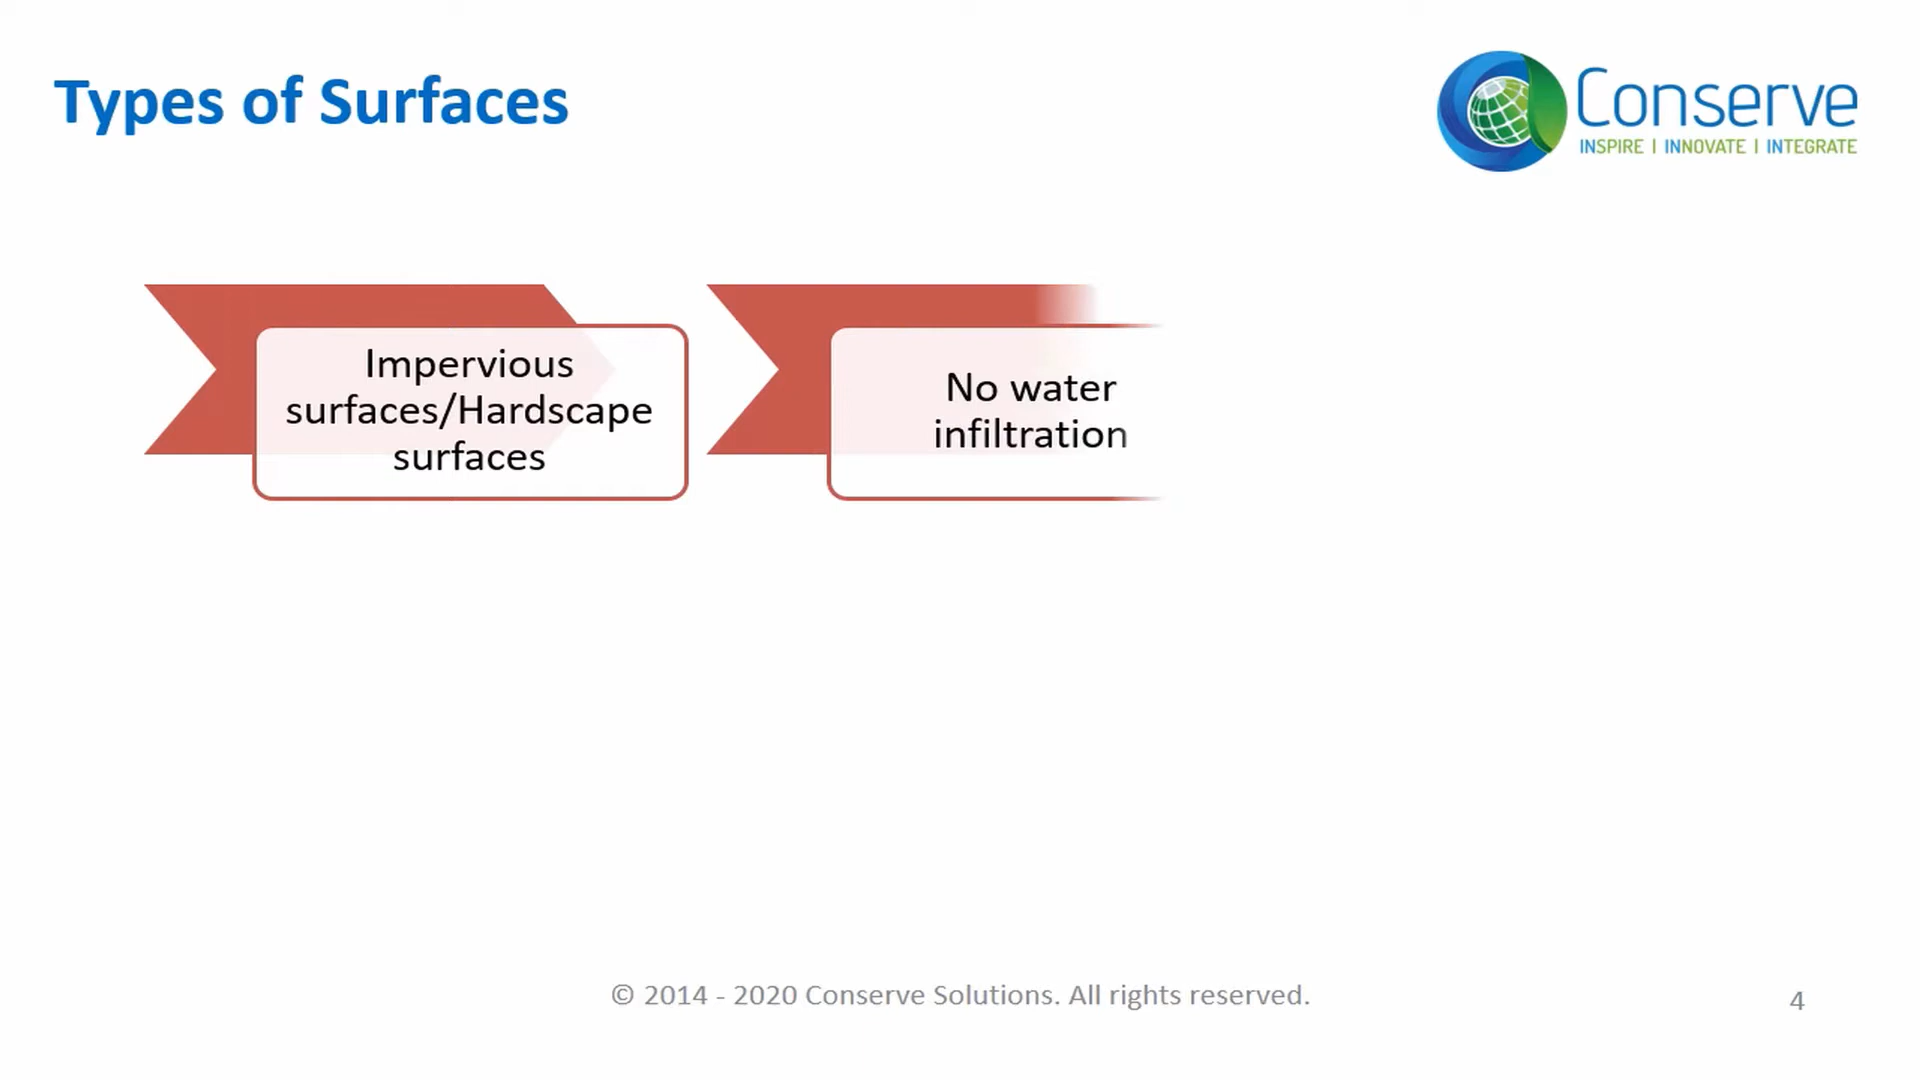 Types of Surfaces
Conserve
INSPIRE | INNOVATE | INTEGRATE
Impervious
surfaces/Hardscape
surfaces
No water
infiltration
© 2014 - 2020 Conserve Solutions. All rights reserved.
4